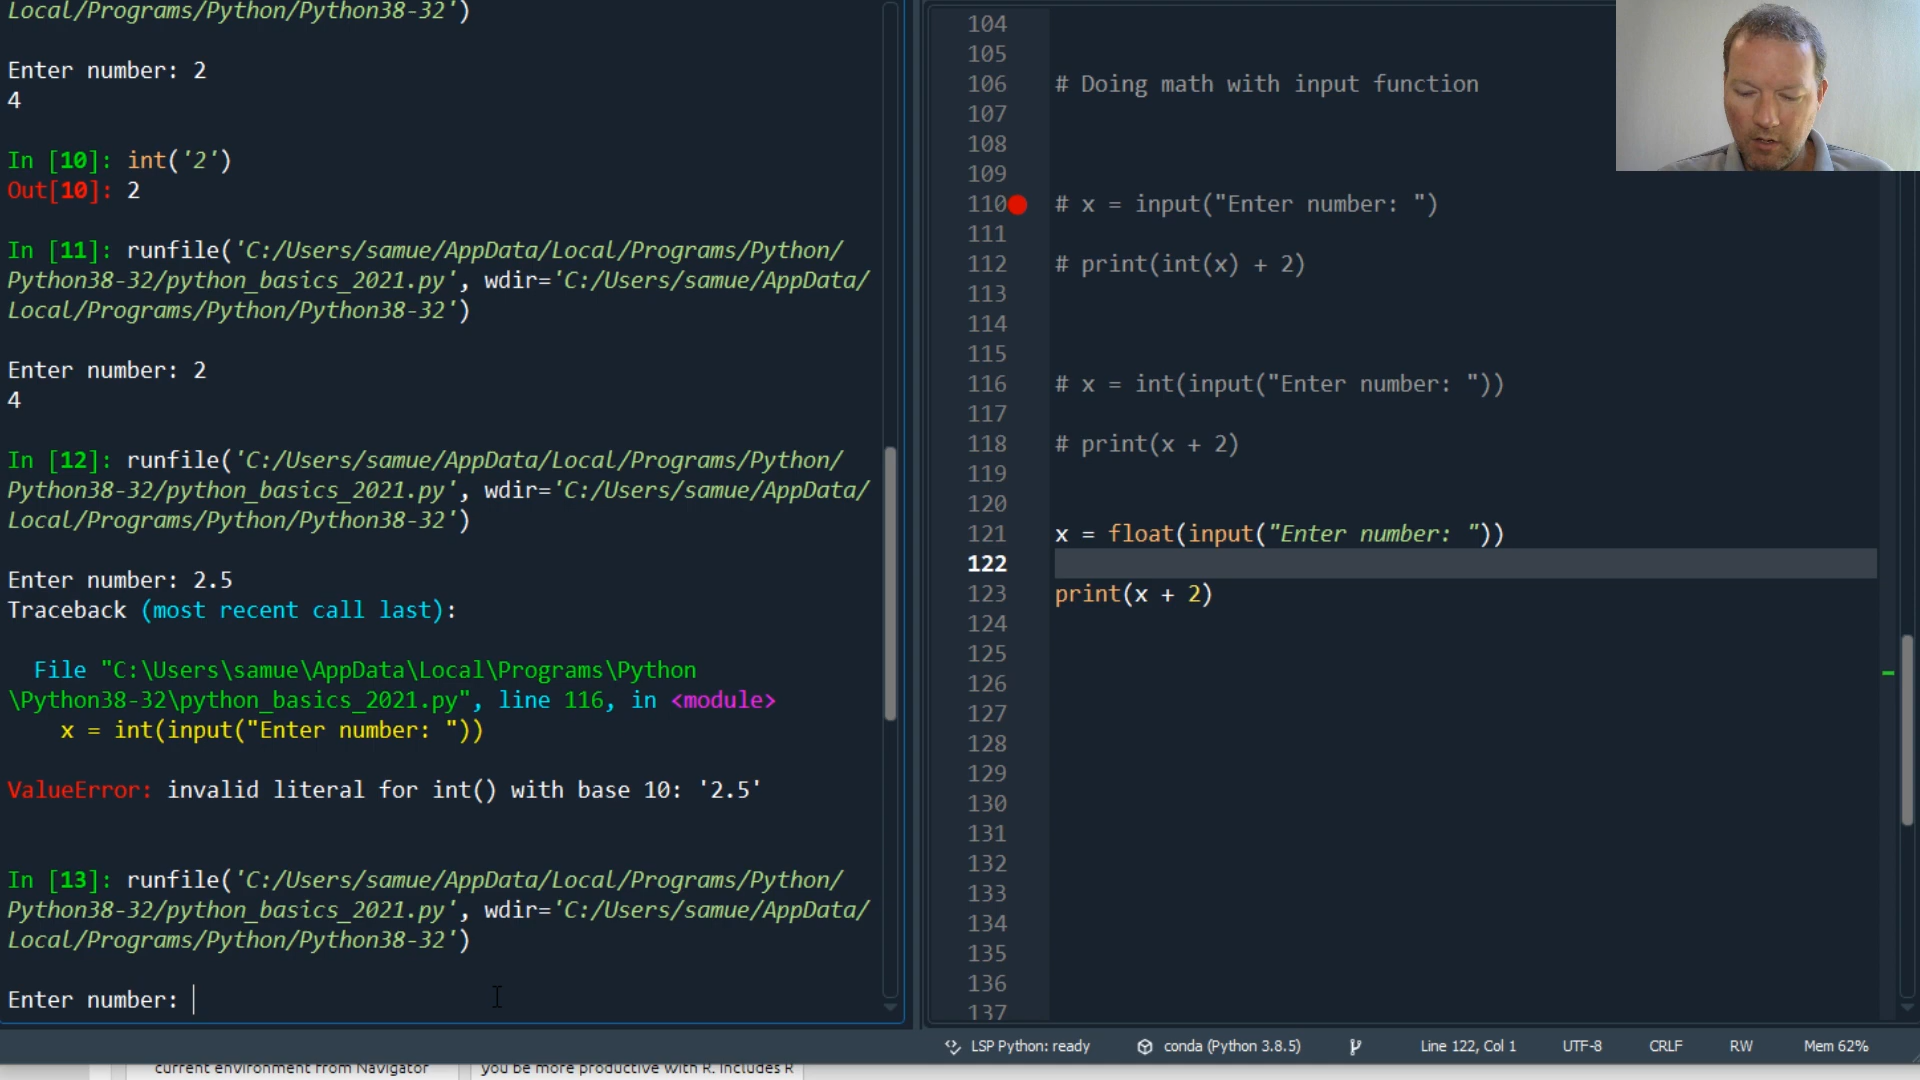 Local/Programs/Python/Python38-32')
Enter number: 2
4
In [10]: int('2')
Out[10]: 2
In [11]: runfile('C:/Users/samue/AppData/Local/Programs/Python/
Python38-32/python_basics_2021.py', wdir='C:/Users/samue/AppData/
Local/Programs/Python/Python38-32')
Enter number: 2
4
In [12]: runfile('C:/Users/samue/AppData/Local/Programs/Python/
Python38-32/python_basics_2021.py', wdir='C:/Users/samue/AppData/
Local/Programs/Python/Python38-32')
Enter number: 2.5
Traceback (most recent call last):
File "C:\Users\samue\AppData\Local\Programs\Python
\Python38-32\python_basics_2021.py", line 116, in <module>
x = int(input("Enter number: "))
ValueError: invalid literal for int() with base 10: '2.5'
In [13]: runfile('C:/Users/samue/AppData/Local/Programs/Python/
Python38-32/python_basics_2021.py', wdir='C:/Users/samue/AppData/
Local/Programs/Python/Python38-32')
Enter number:
104
105
106 # Doing math with input function
107
108
109
110 # x = input("Enter number: ")
111
112 # print(int(x) + 2)
113
114
115
116 # x = int(input("Enter number: "))
117
118 # print(x + 2)
119
120
121 x = float(input("Enter number: "))
122
123 print(x + 2)
124
125
126
127
128
129
130
131
132
133
134
135
136
137
LSP Python: ready conda (Python 3.8.5) Line 122, Col 1 UTF-8 CRLF RW Mem 62%
current environment from Navigator
you be more productive with R. Includes R